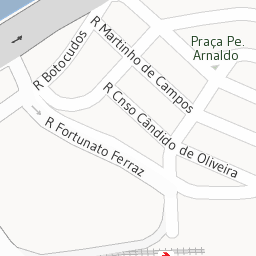 R Martinho de Campos
Praça Pe.
Arnaldo
R Botocudos
R Cnso Cândido de Oliveira
R Fortunato Ferraz